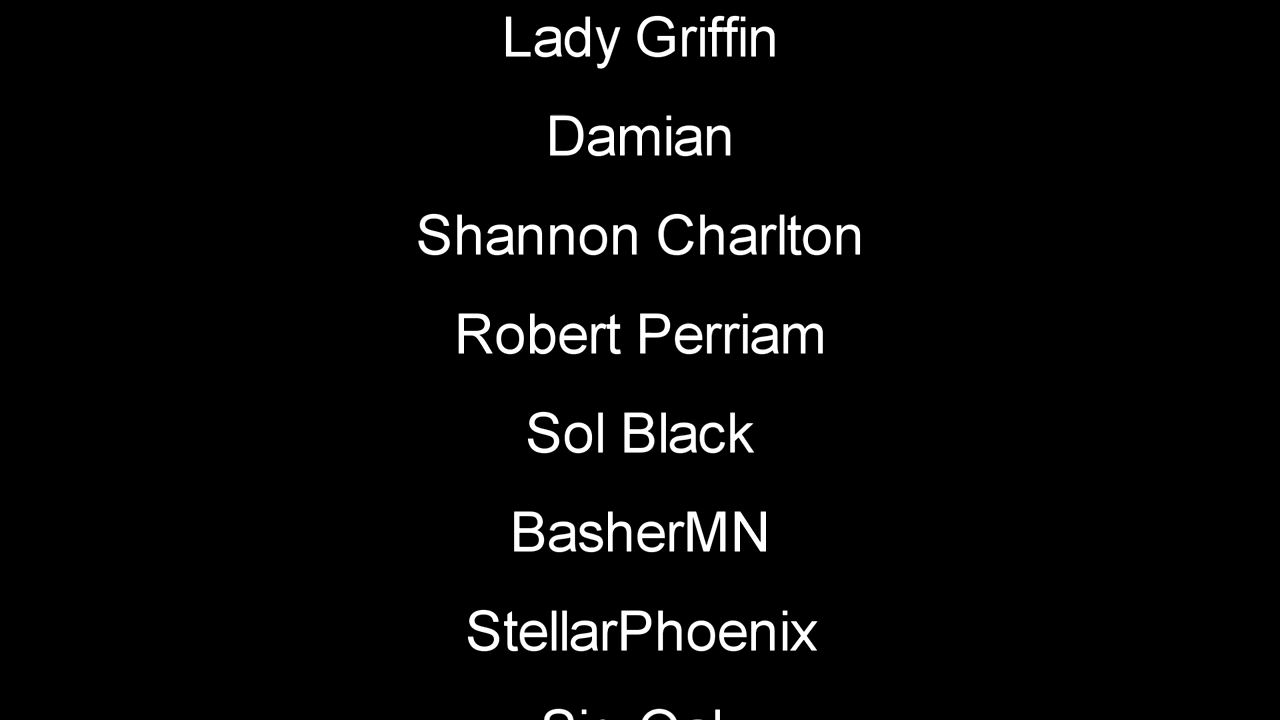 Lady Griffin
Damian
Shannon Charlton
Robert Perriam
Sol Black
BasherMN
StellarPhoenix